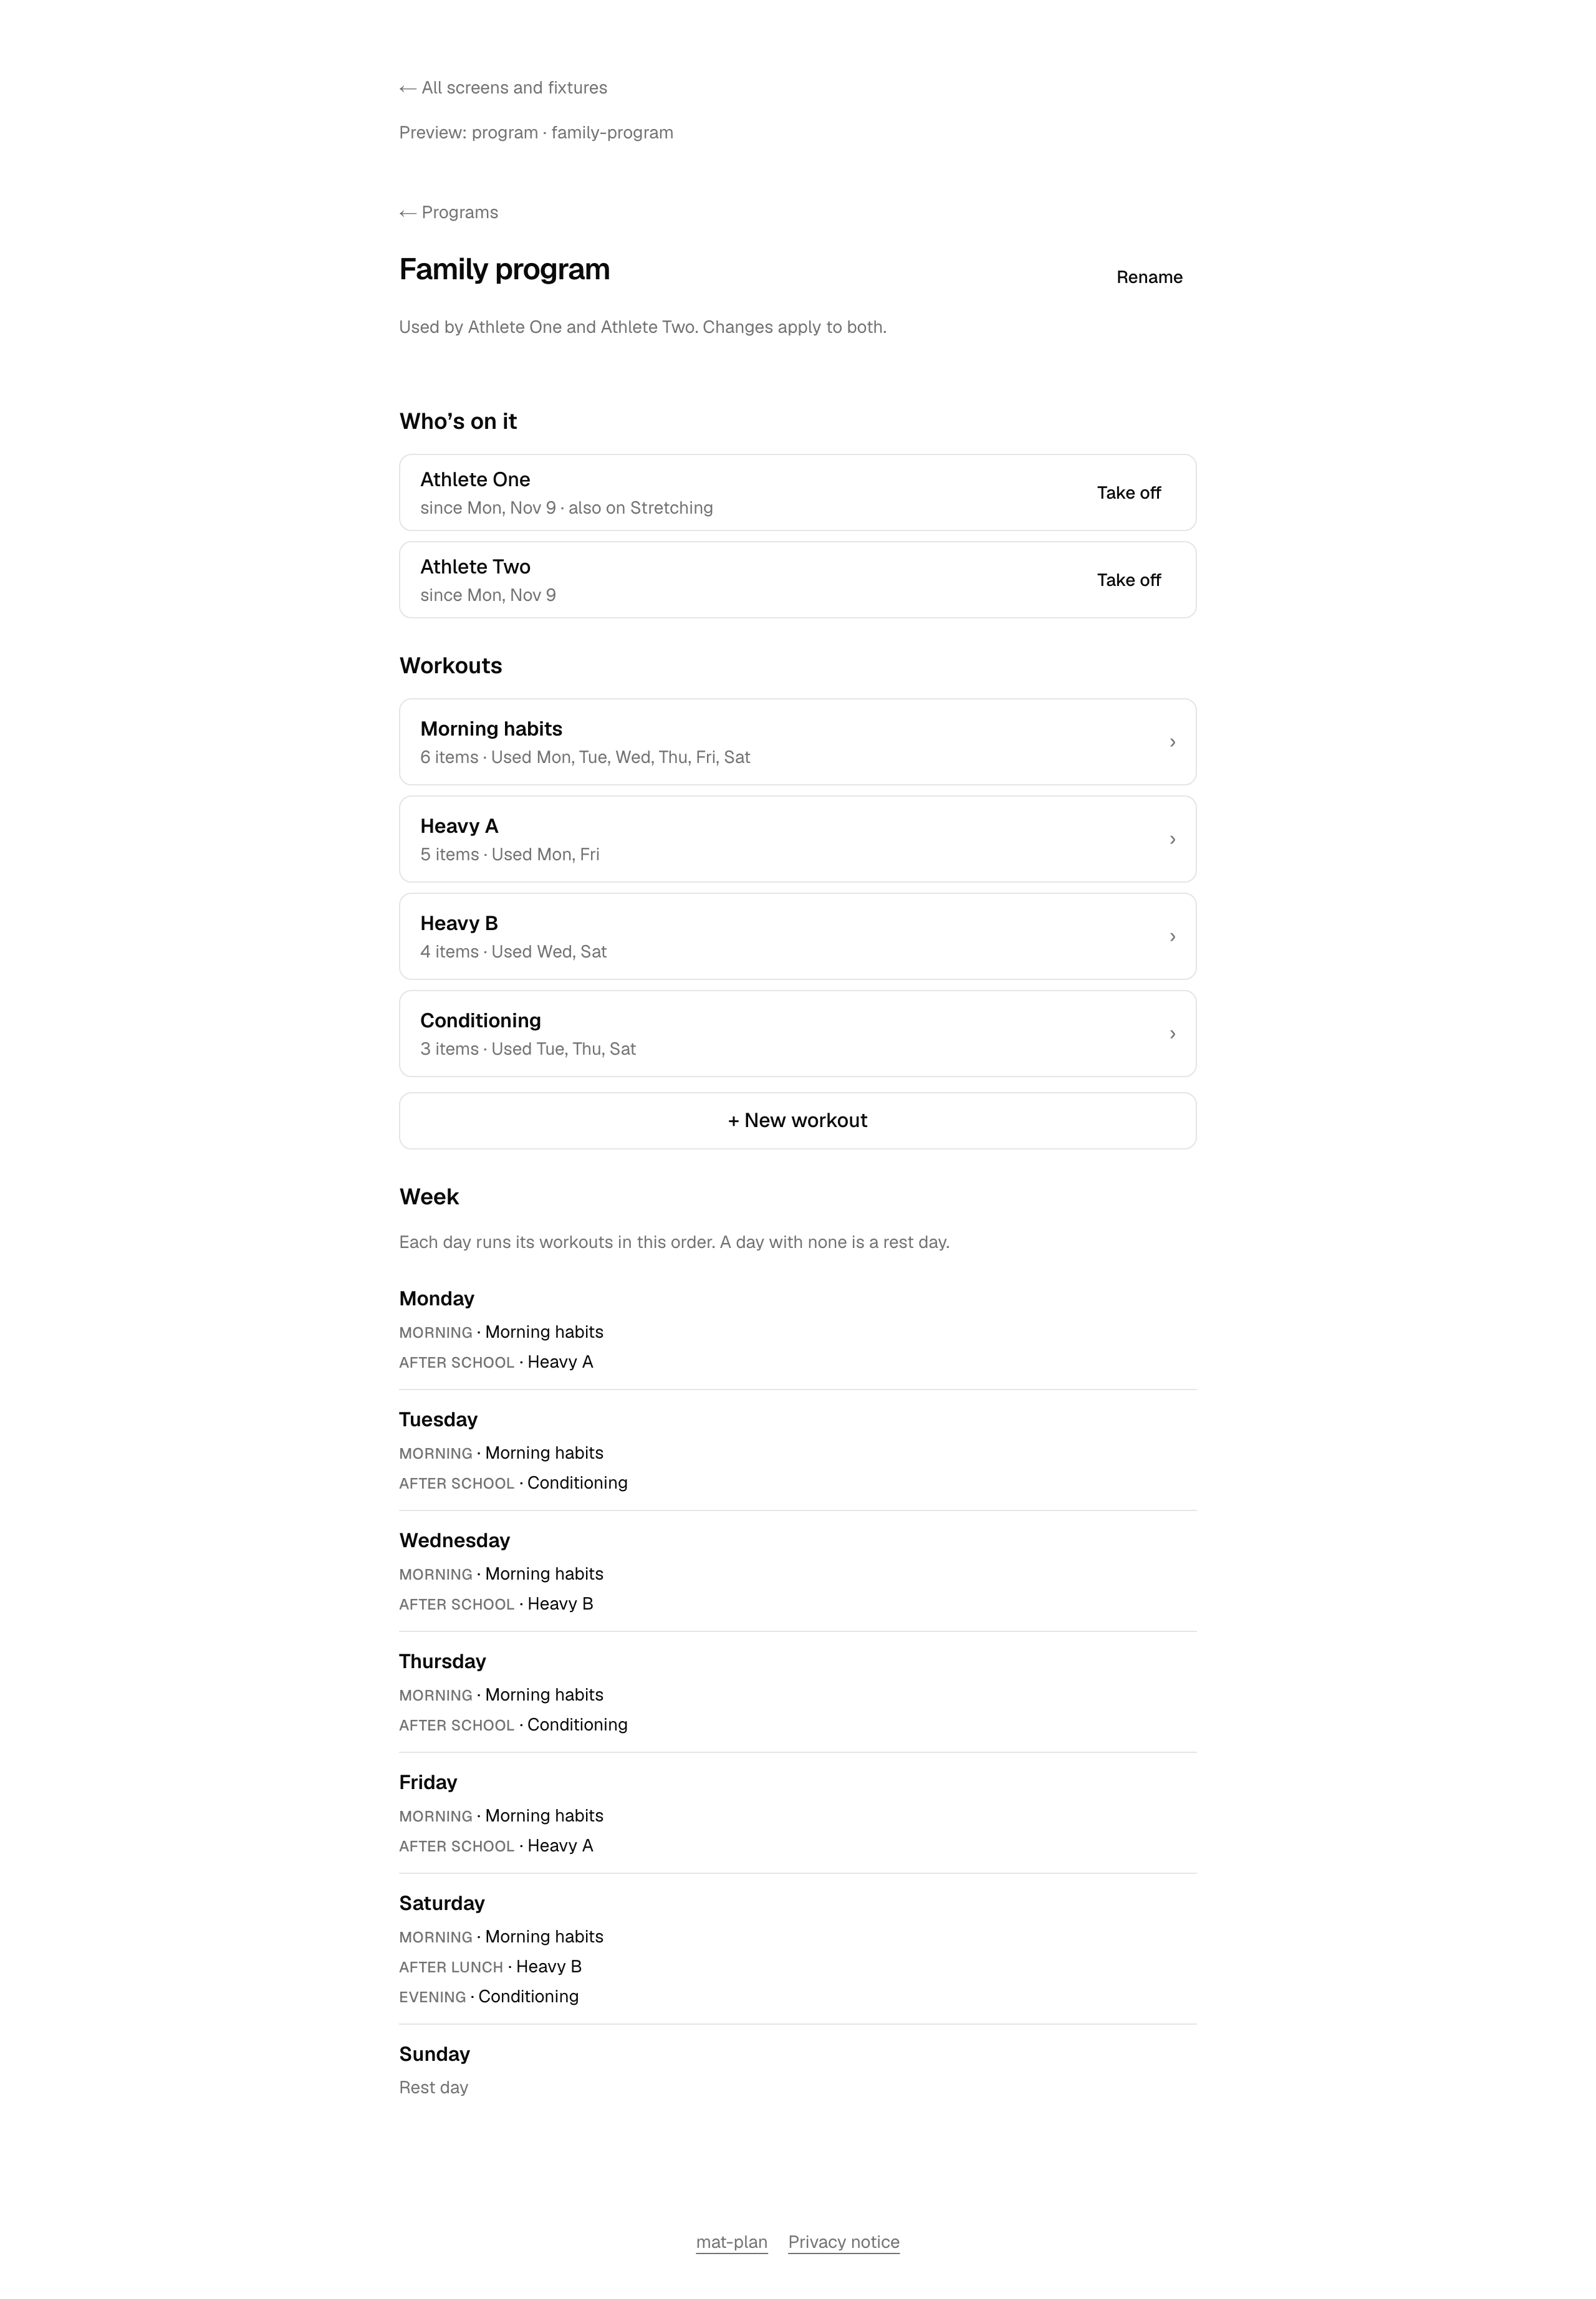 ← All screens and fixtures
Preview: program · family-program
← Programs
Family program
Rename
Used by Athlete One and Athlete Two. Changes apply to both.
Who’s on it
Athlete One
since Mon, Nov 9 · also on Stretching
Take off
Athlete Two
since Mon, Nov 9
Take off
Workouts
Morning habits
6 items · Used Mon, Tue, Wed, Thu, Fri, Sat
›
Heavy A
5 items · Used Mon, Fri
›
Heavy B
4 items · Used Wed, Sat
›
Conditioning
3 items · Used Tue, Thu, Sat
›
+ New workout
Week
Each day runs its workouts in this order. A day with none is a rest day.
Monday
MORNING · Morning habits
AFTER SCHOOL · Heavy A
Tuesday
MORNING · Morning habits
AFTER SCHOOL · Conditioning
Wednesday
MORNING · Morning habits
AFTER SCHOOL · Heavy B
Thursday
MORNING · Morning habits
AFTER SCHOOL · Conditioning
Friday
MORNING · Morning habits
AFTER SCHOOL · Heavy A
Saturday
MORNING · Morning habits
AFTER LUNCH · Heavy B
EVENING · Conditioning
Sunday
Rest day
mat-plan Privacy notice